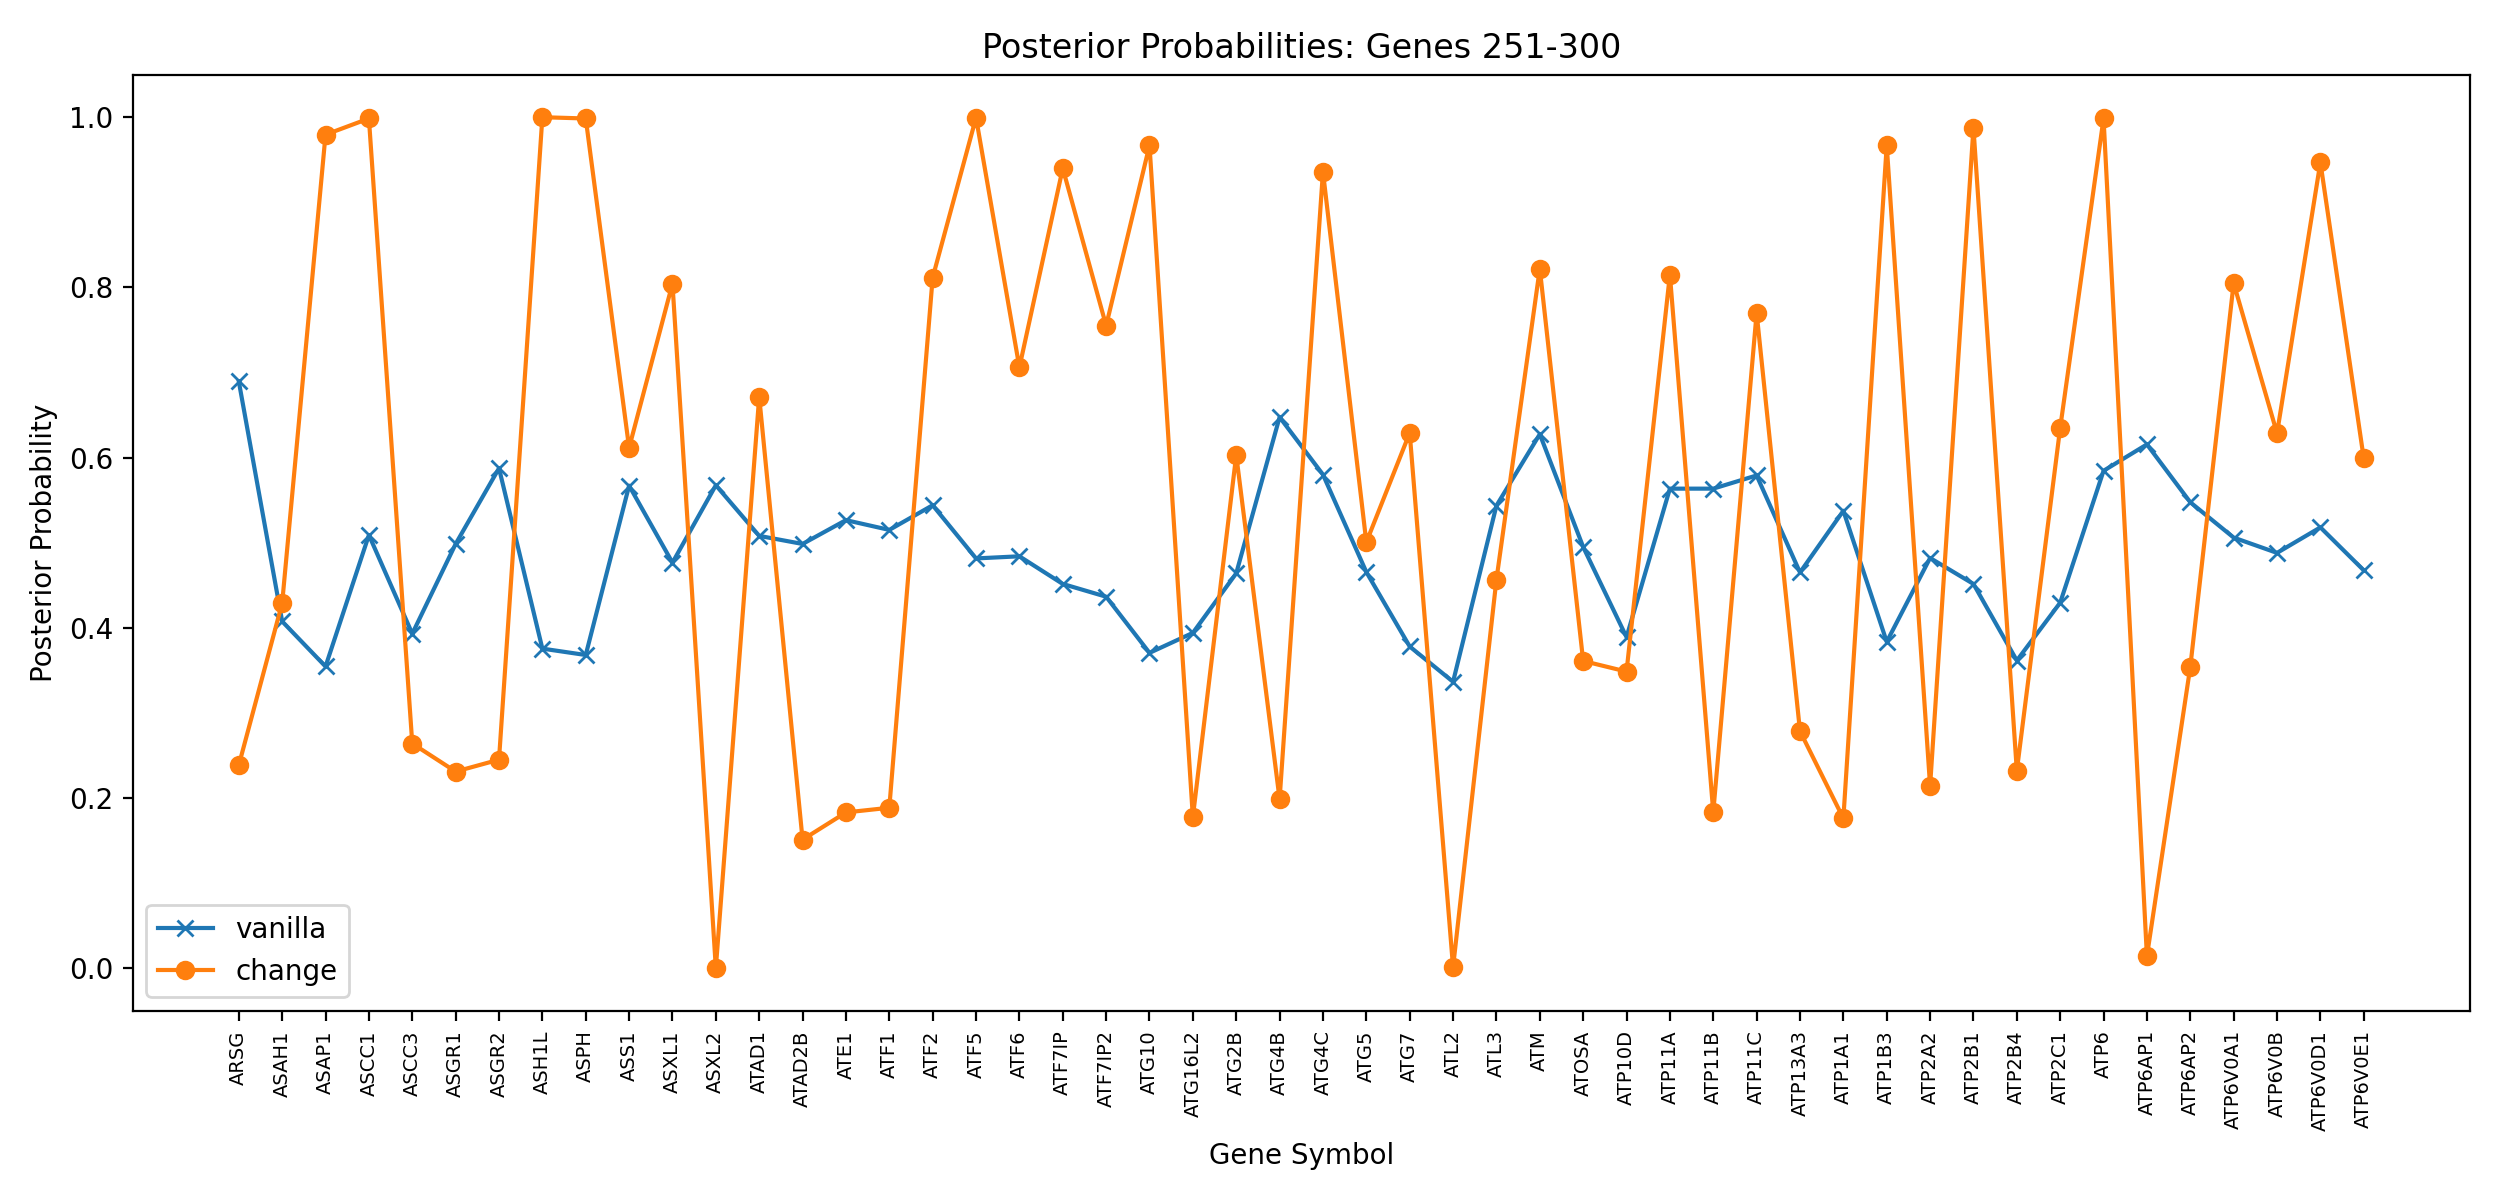 Posterior Probabilities: Genes 251-300
Posterior Probability
1.0
0.8
0.6
0.4
0.2
0.0
vanilla
change
ARSG
ASAH1
ASAP1
ASCC1
ASCC3
ASGR1
ASGR2
ASH1L
ASPH
ASS1
ASXL1
ASXL2
ATAD1
ATAD2B
ATE1
ATF1
ATF2
ATF5
ATF6
ATF7IP
ATF7IP2
ATG10
ATG16L2
ATG2B
ATG4B
ATG4C
ATG5
ATG7
ATL2
ATL3
ATM
ATOSA
ATP10D
ATP11A
ATP11B
ATP11C
ATP13A3
ATP1A1
ATP1B3
ATP2A2
ATP2B1
ATP2B4
ATP2C1
ATP6
ATP6AP1
ATP6AP2
ATP6V0A1
ATP6V0B
ATP6V0D1
ATP6V0E1
Gene Symbol